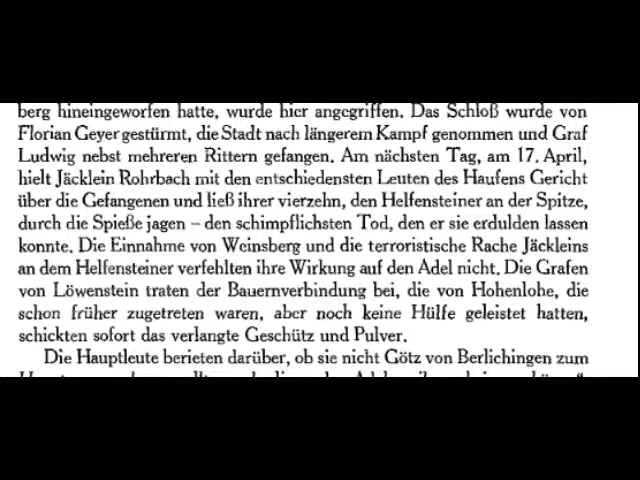 berg hineingeworfen hatte, wurde hier angegriffen. Das Schloß wurde von
Florian Geyer gestürmt, die Stadt nach längerem Kampf genommen und Graf
Ludwig nebst mehreren Rittern gefangen. Am nächsten Tag, am 17. April,
hielt Jäcklein Rohrbach mit den entschiedensten Leuten des Haufens Gericht
über die Gefangenen und ließ ihrer vierzehn, den Helfensteiner an der Spitze,
durch die Spieße jagen – den schimpflichsten Tod, den er sie erdulden lassen
konnte. Die Einnahme von Weinsberg und die terroristische Rache Jäckleins
an dem Helfensteiner verfehlten ihre Wirkung auf den Adel nicht. Die Grafen
von Löwenstein traten der Bauernverbindung bei, die von Hohenlohe, die
schon früher zugetreten waren, aber noch keine Hülfe geleistet hatten,
schickten sofort das verlangte Geschütz und Pulver.
Die Hauptleute berieten darüber, ob sie nicht Götz von Berlichingen zum